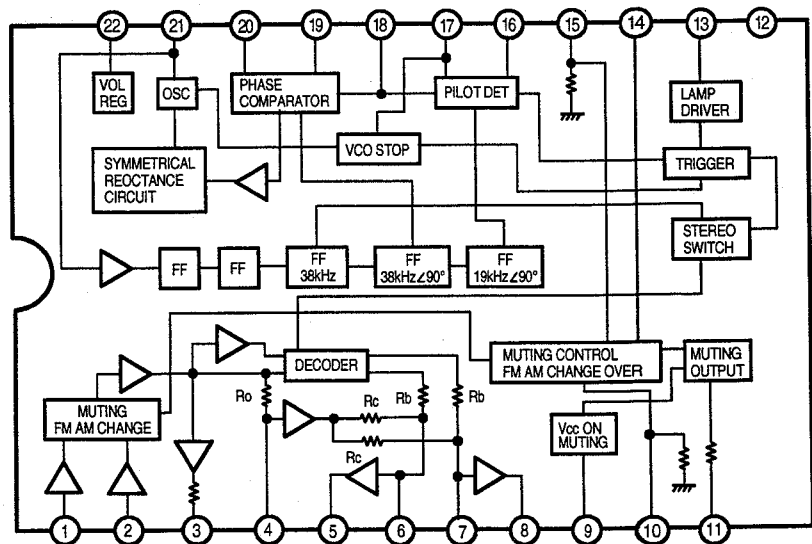 22 21 20 19 18 17 16 15 14 13 12
VOL
REG
OSC
PHASE
COMPARATOR
PILOT DET
LAMP
DRIVER
VCO STOP
TRIGGER
SYMMETRICAL
REOCTANCE
CIRCUIT
STEREO
SWITCH
FF
FF
FF
38kHz
FF
38kHz∠90°
FF
19kHz∠90°
DECODER
MUTING CONTROL
FM AM CHANGE OVER
MUTING
OUTPUT
Ro
Rc
Rb
Rb
MUTING
FM AM CHANGE
Vcc ON
MUTING
Rc
1 2 3 4 5 6 7 8 9 10 11